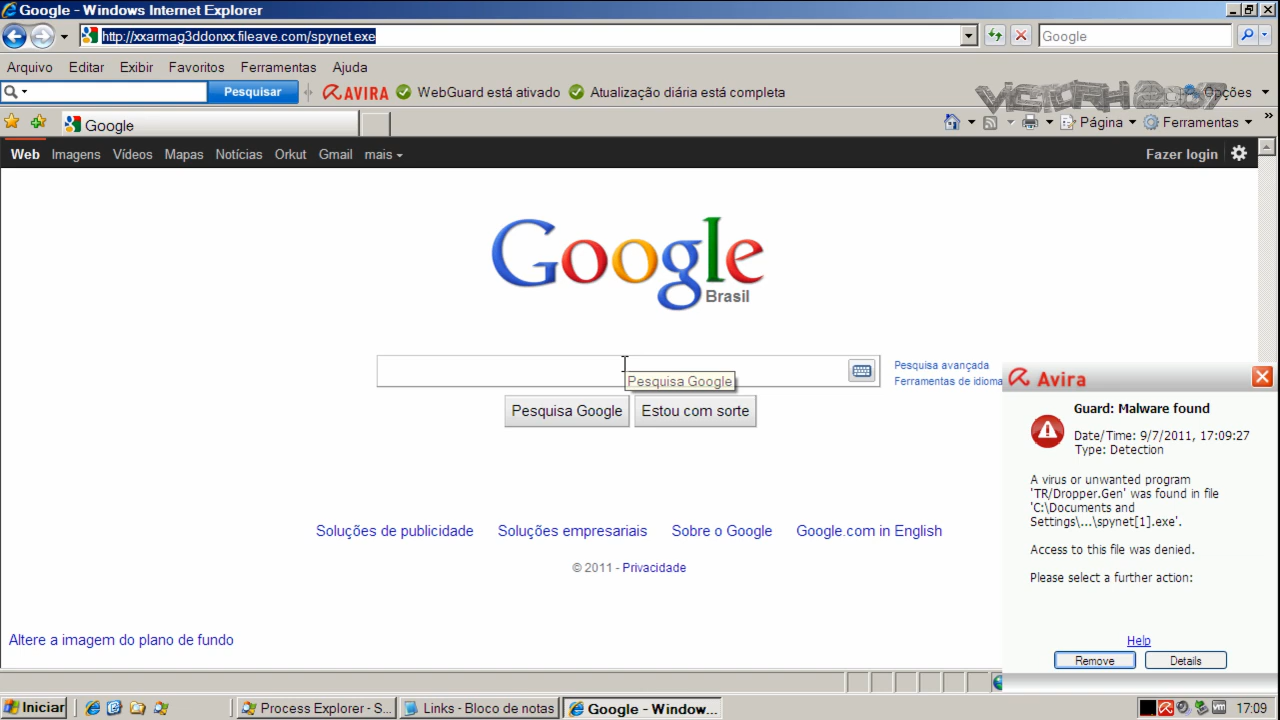 Google - Windows Internet Explorer
http://xxarmag3ddonxx.fileave.com/spynet.exe
Google
Arquivo Editar Exibir Favoritos Ferramentas Ajuda
Pesquisar AVIRA WebGuard está ativado Atualização diária está completa Opções
VICTORH 2007
Google
Página Ferramentas
Web Imagens Vídeos Mapas Notícias Orkut Gmail mais
Fazer login
Google
Brasil
Pesquisa Google
Pesquisa avançada
Ferramentas de idioma
Pesquisa Google Estou com sorte
Soluções de publicidade Soluções empresariais Sobre o Google Google.com in English
© 2011 - Privacidade
Altere a imagem do plano de fundo
Avira
Guard: Malware found
Date/Time: 9/7/2011, 17:09:27
Type: Detection
A virus or unwanted program
'TR/Dropper.Gen' was found in file
'C:\Documents and
Settings\...\spynet[1].exe'.
Access to this file was denied.
Please select a further action:
Help
Remove Details
Iniciar Process Explorer - S... Links - Bloco de notas Google - Window... 17:09